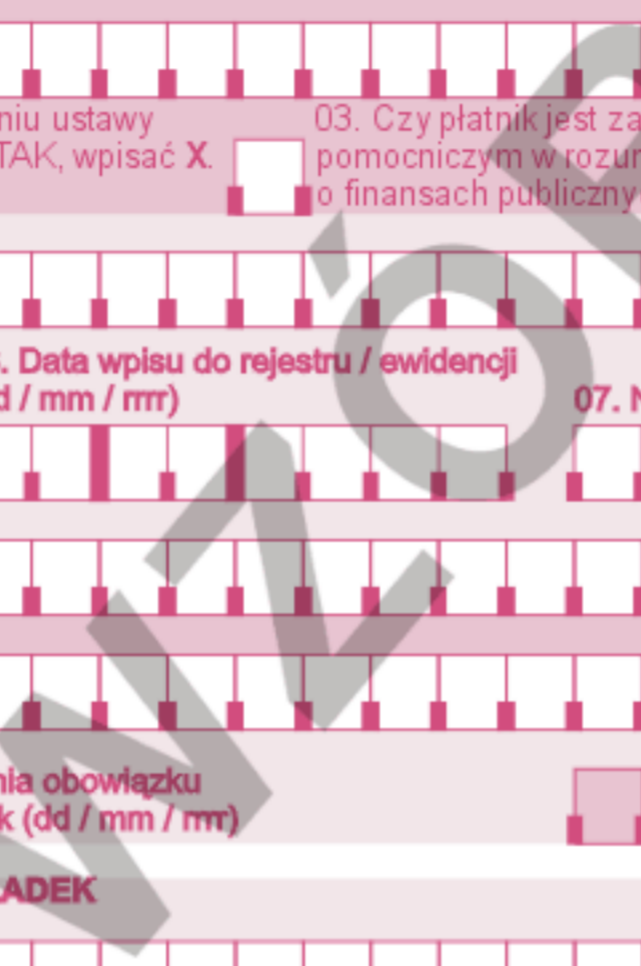 niu ustawy
TAK, wpisać X.
03. Czy płatnik jest za
pomocniczym w rozum
o finansach publiczny
. Data wpisu do rejestru / ewidencji
d / mm / rrrr)
07. N
nia obowiązku
k (dd / mm / rrrr)
ADEK
WZÓR